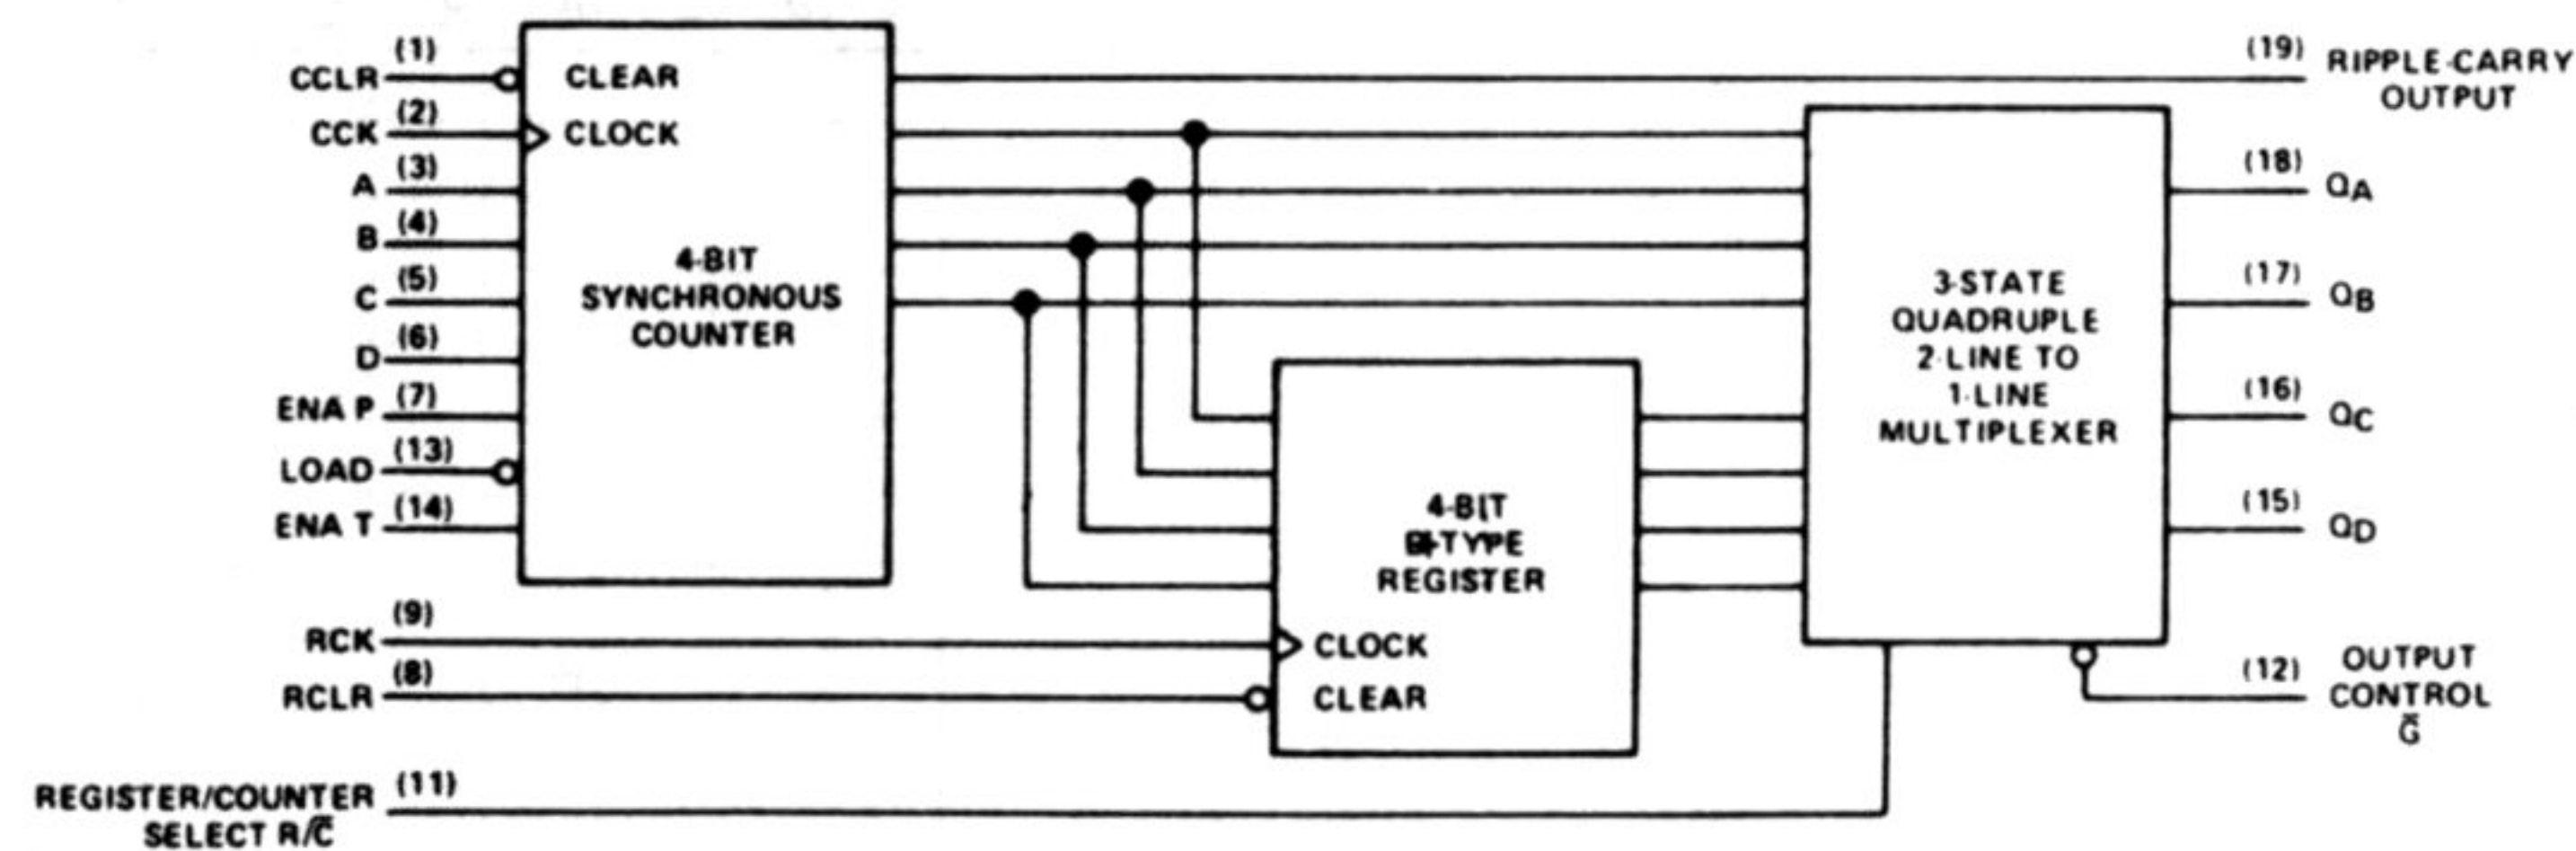 CCLR (1)
CCK (2)
A (3)
B (4)
C (5)
D (6)
ENA P (7)
LOAD (13)
ENA T (14)
CLEAR
CLOCK
4-BIT
SYNCHRONOUS
COUNTER
RCK (9)
RCLR (8)
REGISTER/COUNTER (11)
SELECT R/C̅
4-BIT
REGISTER
CLOCK
CLEAR
3-STATE
QUADRUPLE
2-LINE TO
1-LINE
MULTIPLEXER
(19) RIPPLE-CARRY
OUTPUT
(18) QA
(17) QB
(16) QC
(15) QD
(12) OUTPUT
CONTROL
G̅